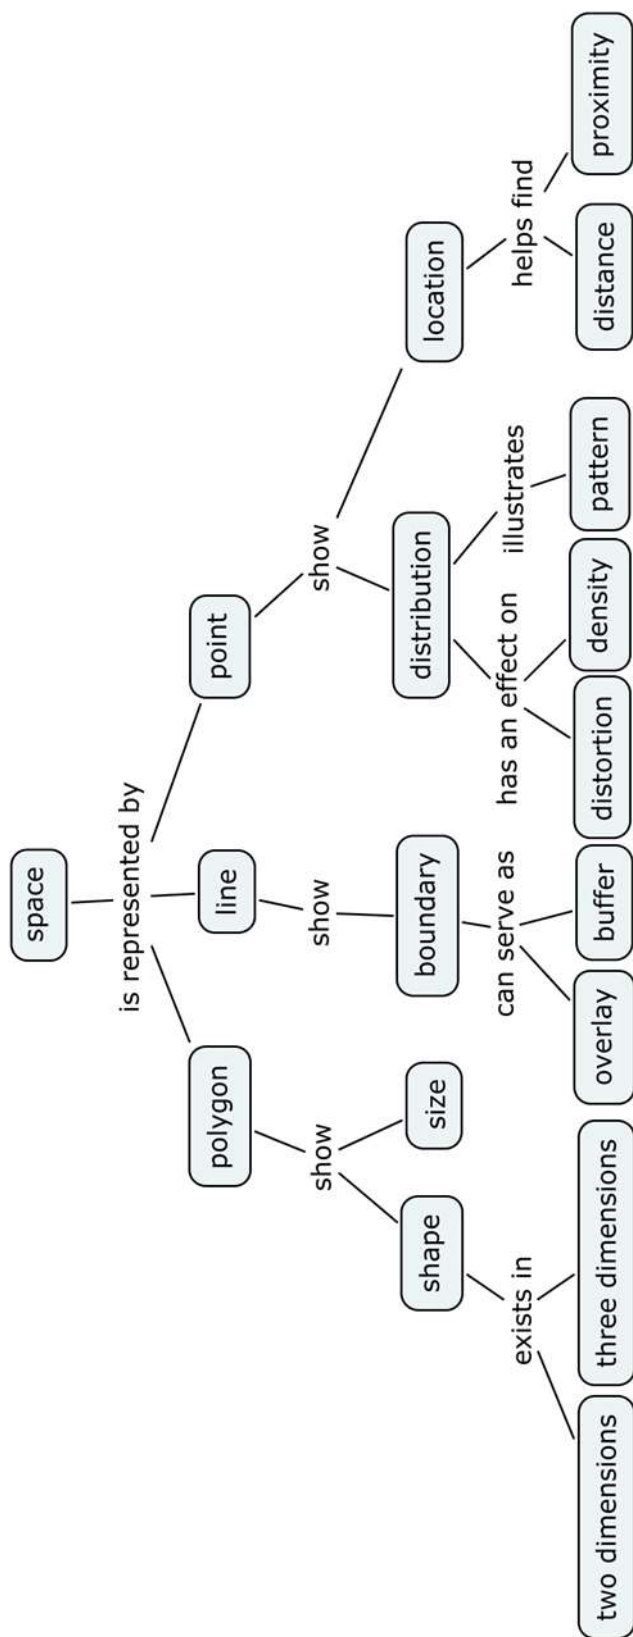 space
is represented by
polygon
line
point
show
show
show
shape
size
boundary
distribution
location
exists in
can serve as
has an effect on
illustrates
helps find
two dimensions
three dimensions
overlay
buffer
distortion
density
pattern
distance
proximity